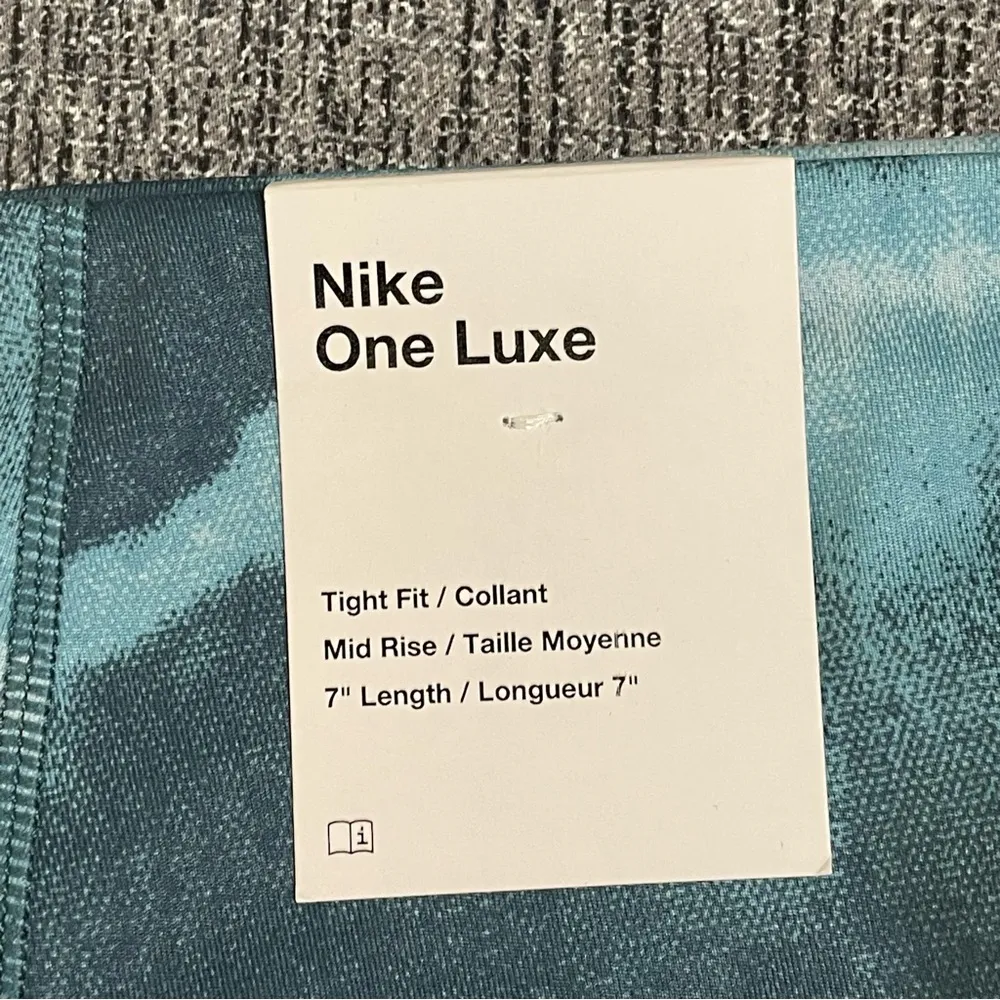 Nike
One Luxe
Tight Fit / Collant
Mid Rise / Taille Moyenne
7" Length / Longueur 7"
i